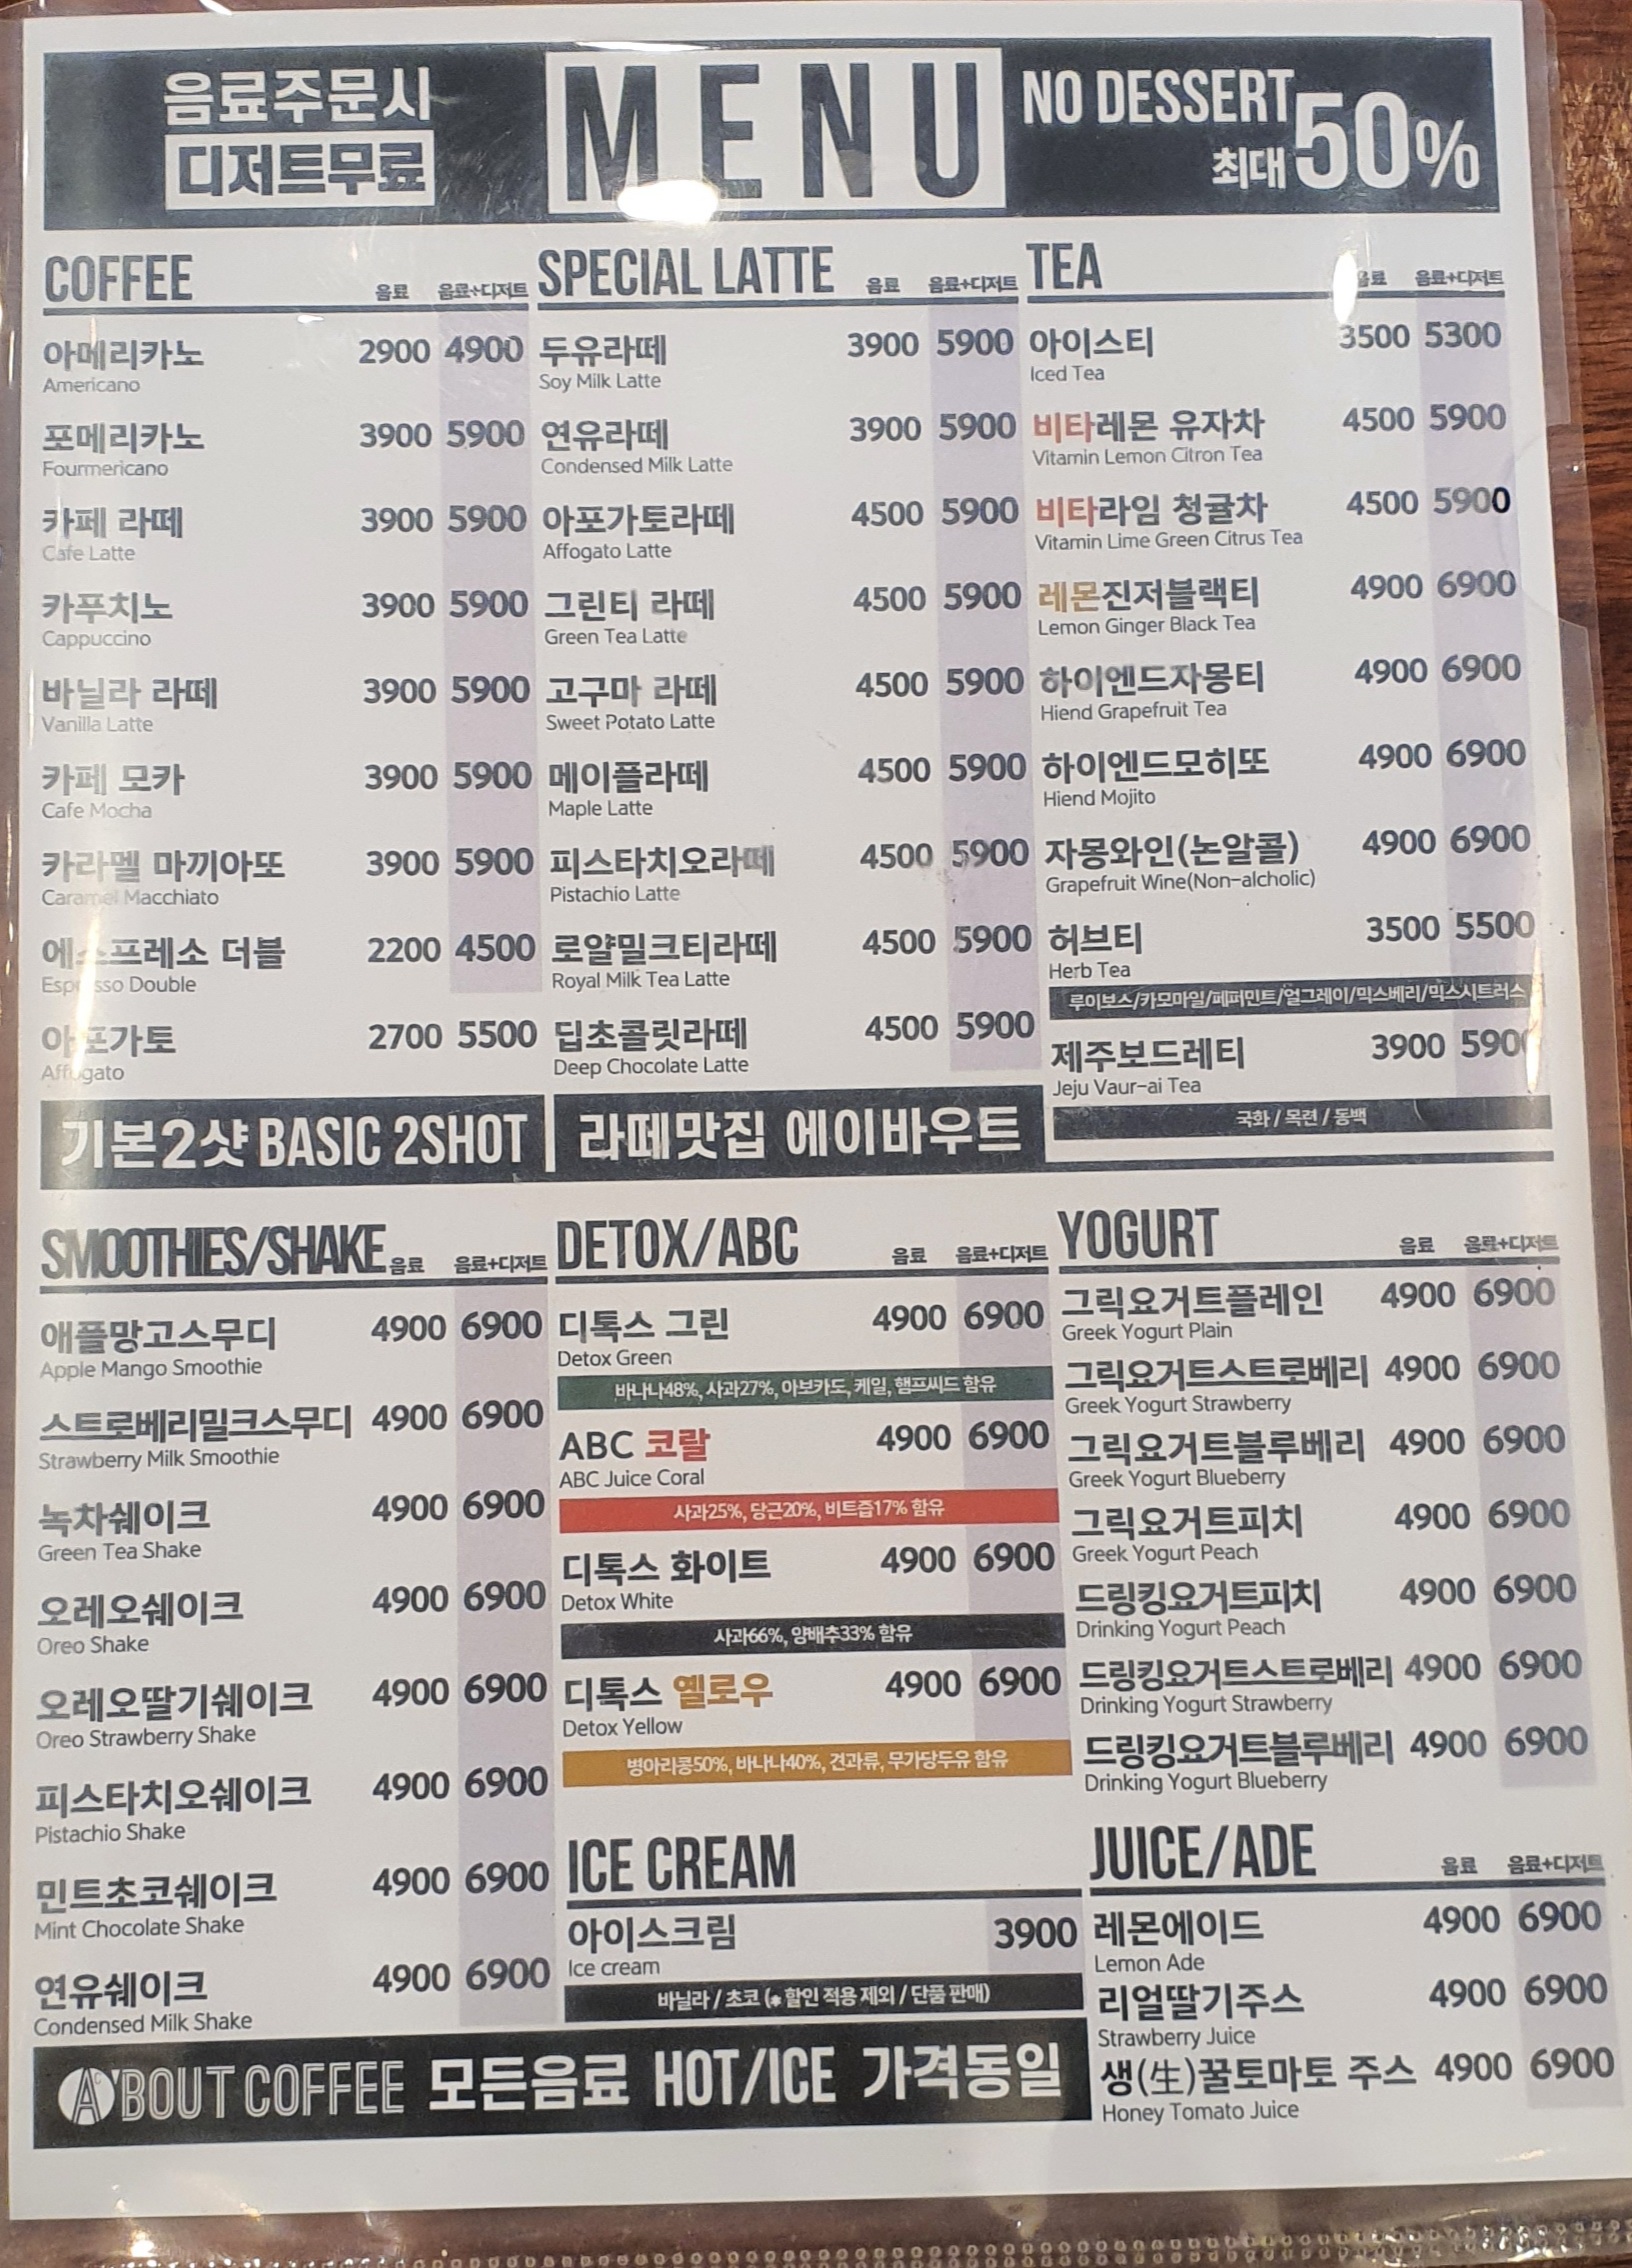 음료주문시
디저트무료
MENU
NO DESSERT
최대 50%
COFFEE 음료 음료+디저트
아메리카노 2900 4900
Americano
포메리카노 3900 5900
Fourmericano
카페 라떼 3900 5900
Cafe Latte
카푸치노 3900 5900
Cappuccino
바닐라 라떼 3900 5900
Vanilla Latte
카페 모카 3900 5900
Cafe Mocha
카라멜 마끼아또 3900 5900
Caramel Macchiato
에스프레소 더블 2200 4500
Espresso Double
아포가토 2700 5500
Affogato
기본2샷 BASIC 2SHOT
SPECIAL LATTE 음료 음료+디저트
두유라떼 3900 5900
Soy Milk Latte
연유라떼 3900 5900
Condensed Milk Latte
아포가토라떼 4500 5900
Affogato Latte
그린티 라떼 4500 5900
Green Tea Latte
고구마 라떼 4500 5900
Sweet Potato Latte
메이플라떼 4500 5900
Maple Latte
피스타치오라떼 4500 5900
Pistachio Latte
로얄밀크티라떼 4500 5900
Royal Milk Tea Latte
딥초콜릿라떼 4500 5900
Deep Chocolate Latte
라떼맛집 에이바우트
TEA 음료 음료+디저트
아이스티 3500 5300
Iced Tea
비타레몬 유자차 4500 5900
Vitamin Lemon Citron Tea
비타라임 청귤차 4500 5900
Vitamin Lime Green Citrus Tea
레몬진저블랙티 4900 6900
Lemon Ginger Black Tea
하이엔드자몽티 4900 6900
Hiend Grapefruit Tea
하이엔드모히또 4900 6900
Hiend Mojito
자몽와인(논알콜) 4900 6900
Grapefruit Wine(Non-alcholic)
허브티 3500 5500
Herb Tea
루이보스/카모마일/페퍼민트/얼그레이/믹스베리/믹스시트러스
제주보드레티 3900 5900
Jeju Vaur-ai Tea
국화 / 목련 / 동백
SMOOTHIES/SHAKE 음료 음료+디저트
애플망고스무디 4900 6900
Apple Mango Smoothie
스트로베리밀크스무디 4900 6900
Strawberry Milk Smoothie
녹차쉐이크 4900 6900
Green Tea Shake
오레오쉐이크 4900 6900
Oreo Shake
오레오딸기쉐이크 4900 6900
Oreo Strawberry Shake
피스타치오쉐이크 4900 6900
Pistachio Shake
민트초코쉐이크 4900 6900
Mint Chocolate Shake
연유쉐이크 4900 6900
Condensed Milk Shake
DETOX/ABC 음료 음료+디저트
디톡스 그린 4900 6900
Detox Green
바나나48%, 사과27%, 아보카도, 케일, 햄프씨드 함유
ABC 코랄 4900 6900
ABC Juice Coral
사과25%, 당근20%, 비트즙17% 함유
디톡스 화이트 4900 6900
Detox White
사과66%, 양배추33% 함유
디톡스 옐로우 4900 6900
Detox Yellow
병아리콩50%, 바나나40%, 견과류, 무가당두유 함유
ICE CREAM
아이스크림 3900
Ice cream
바닐라 / 초코 (* 할인 적용 제외 / 단품 판매)
YOGURT 음료 음료+디저트
그릭요거트플레인 4900 6900
Greek Yogurt Plain
그릭요거트스트로베리 4900 6900
Greek Yogurt Strawberry
그릭요거트블루베리 4900 6900
Greek Yogurt Blueberry
그릭요거트피치 4900 6900
Greek Yogurt Peach
드링킹요거트피치 4900 6900
Drinking Yogurt Peach
드링킹요거트스트로베리 4900 6900
Drinking Yogurt Strawberry
드링킹요거트블루베리 4900 6900
Drinking Yogurt Blueberry
JUICE/ADE 음료 음료+디저트
레몬에이드 4900 6900
Lemon Ade
리얼딸기주스 4900 6900
Strawberry Juice
생(生)꿀토마토 주스 4900 6900
Honey Tomato Juice
A'BOUT COFFEE 모든음료 HOT/ICE 가격동일